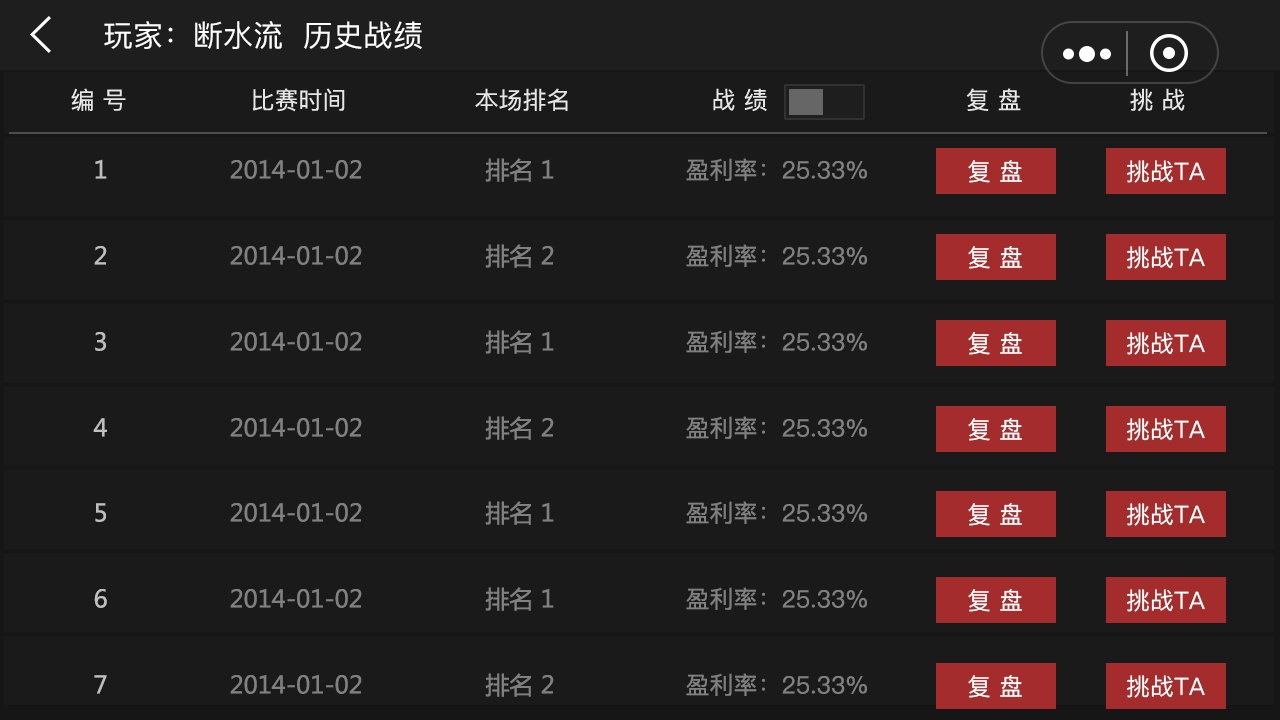 玩家：断水流 历史战绩
编 号 比赛时间 本场排名 战 绩 复 盘 挑 战
1 2014-01-02 排名 1 盈利率：25.33% 复 盘 挑战TA
2 2014-01-02 排名 2 盈利率：25.33% 复 盘 挑战TA
3 2014-01-02 排名 1 盈利率：25.33% 复 盘 挑战TA
4 2014-01-02 排名 2 盈利率：25.33% 复 盘 挑战TA
5 2014-01-02 排名 1 盈利率：25.33% 复 盘 挑战TA
6 2014-01-02 排名 1 盈利率：25.33% 复 盘 挑战TA
7 2014-01-02 排名 2 盈利率：25.33% 复 盘 挑战TA